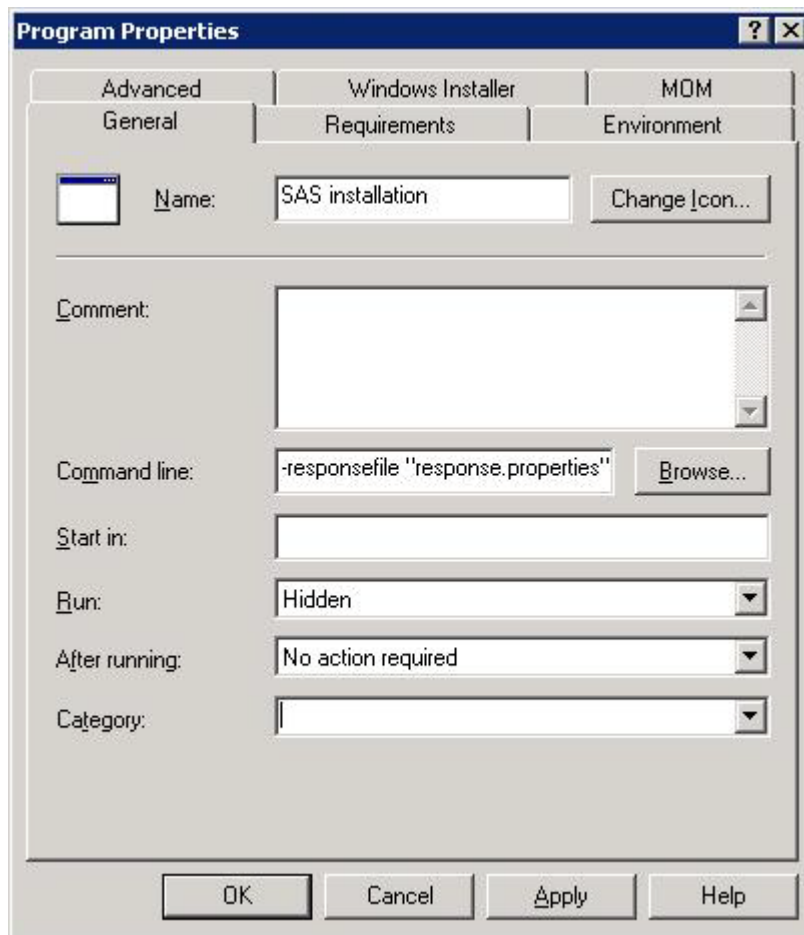 Program Properties
Advanced Windows Installer MOM
General Requirements Environment
Name: SAS installation Change Icon...
Comment:
Command line: -responsefile "response.properties" Browse...
Start in:
Run: Hidden
After running: No action required
Category:
OK Cancel Apply Help